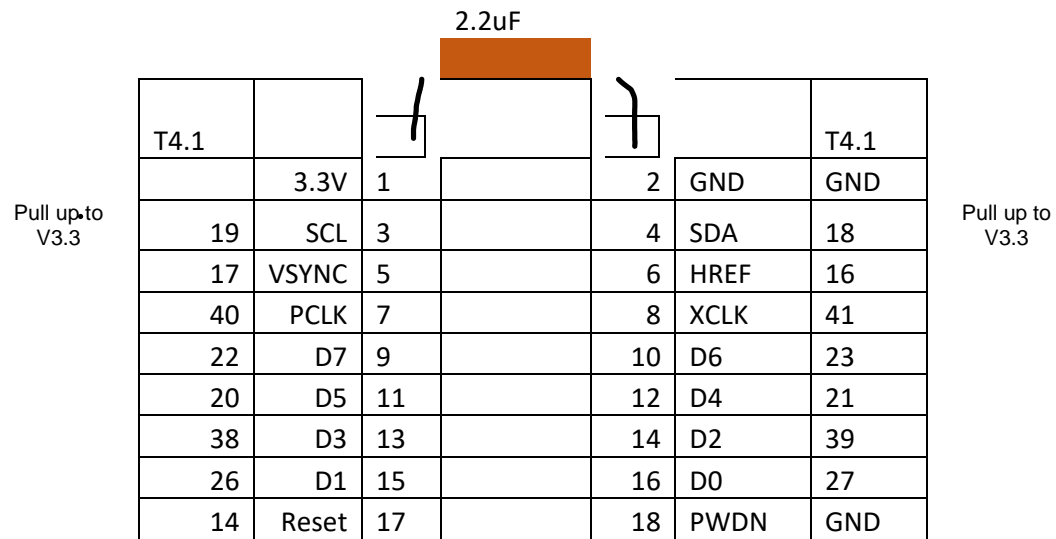 2.2uF
T4.1 T4.1
3.3V 1 2 GND GND
Pull up to Pull up to
V3.3 19 SCL 3 4 SDA 18 V3.3
17 VSYNC 5 6 HREF 16
40 PCLK 7 8 XCLK 41
22 D7 9 10 D6 23
20 D5 11 12 D4 21
38 D3 13 14 D2 39
26 D1 15 16 D0 27
14 Reset 17 18 PWDN GND